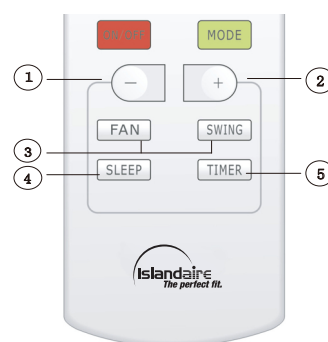 ON/OFF MODE
1 − + 2
FAN SWING
3
SLEEP TIMER
4 5
Islandaire
The perfect fit.